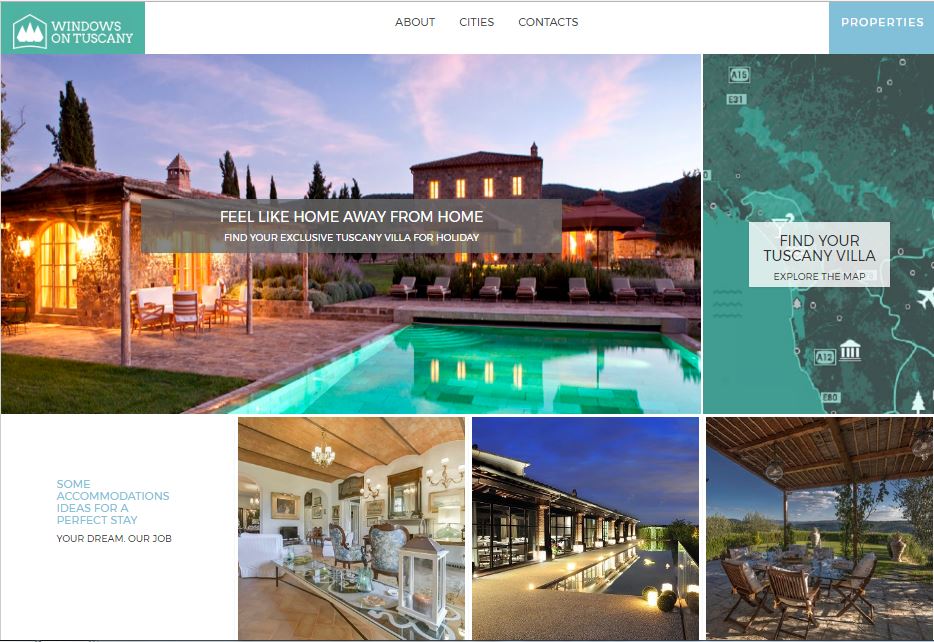 WINDOWS
ON TUSCANY
ABOUT
CITIES
CONTACTS
PROPERTIES
FEEL LIKE HOME AWAY FROM HOME
FIND YOUR EXCLUSIVE TUSCANY VILLA FOR HOLIDAY
A15
E31
FIND YOUR
TUSCANY VILLA
EXPLORE THE MAP
A12
E80
SOME
ACCOMMODATIONS
IDEAS FOR A
PERFECT STAY
YOUR DREAM. OUR JOB